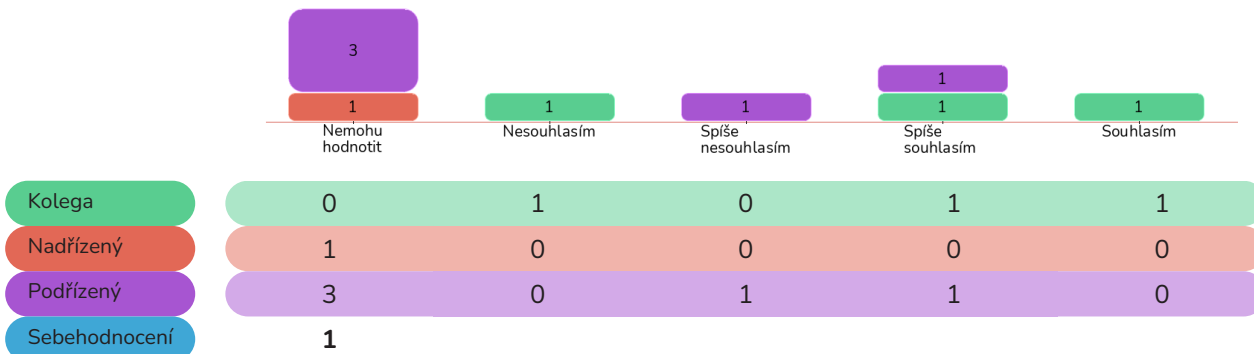 3
1
1
1
1
1
1
Nemohu
hodnotit
Nesouhlasím
Spíše
nesouhlasím
Spíše
souhlasím
Souhlasím
Kolega 0 1 0 1 1
Nadřízený 1 0 0 0 0
Podřízený 3 0 1 1 0
Sebehodnocení 1